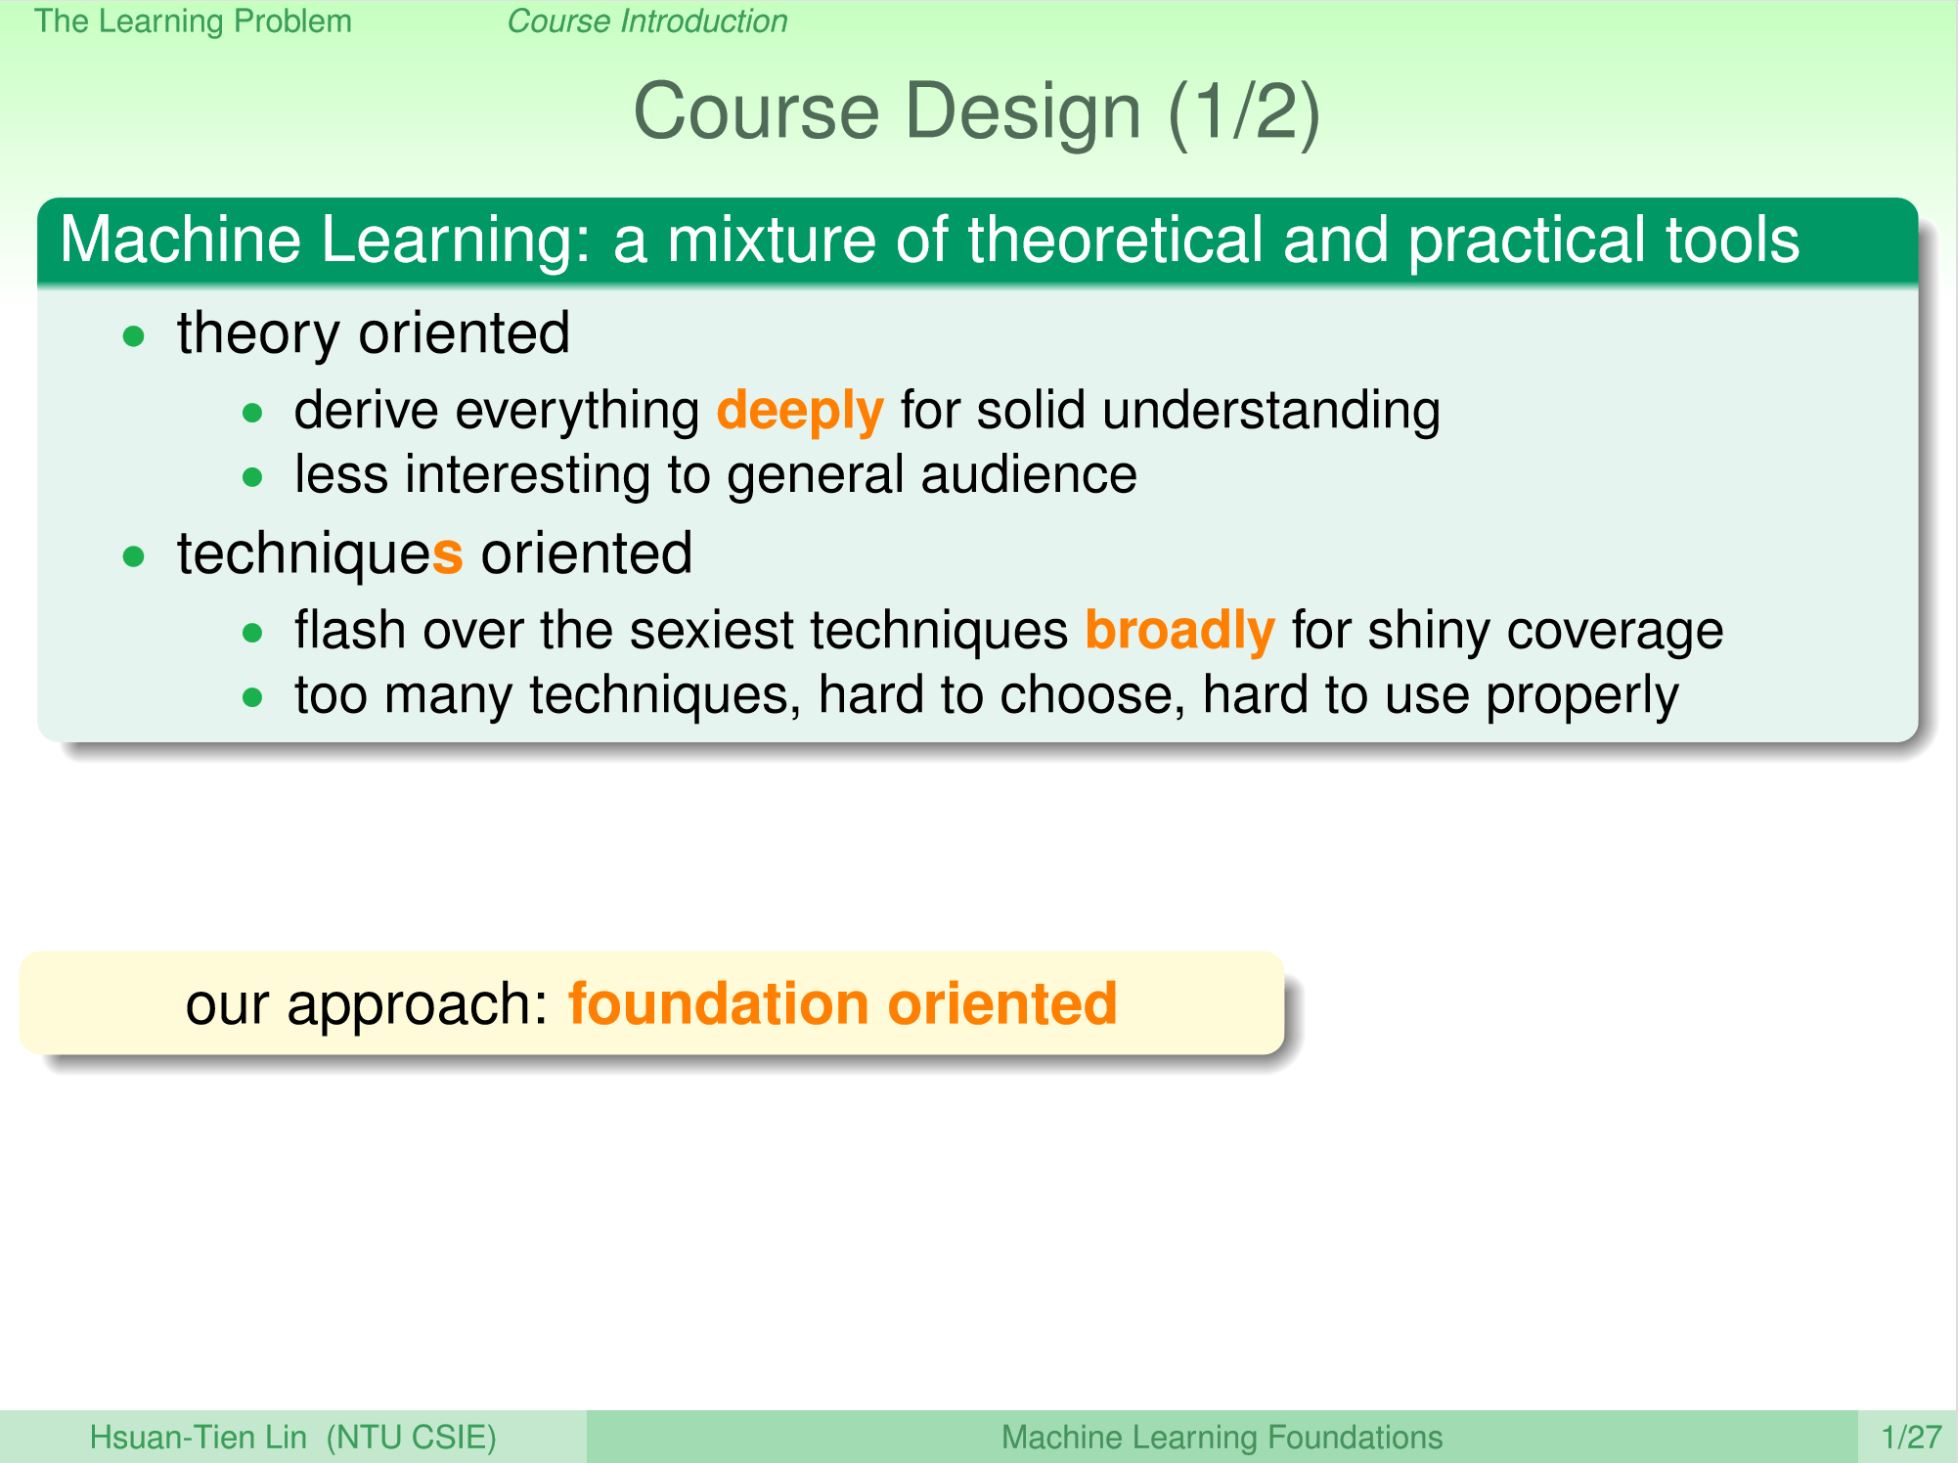 The Learning Problem Course Introduction
Course Design (1/2)
Machine Learning: a mixture of theoretical and practical tools
• theory oriented
• derive everything deeply for solid understanding
• less interesting to general audience
• techniques oriented
• flash over the sexiest techniques broadly for shiny coverage
• too many techniques, hard to choose, hard to use properly
our approach: foundation oriented
Hsuan-Tien Lin (NTU CSIE) Machine Learning Foundations 1/27